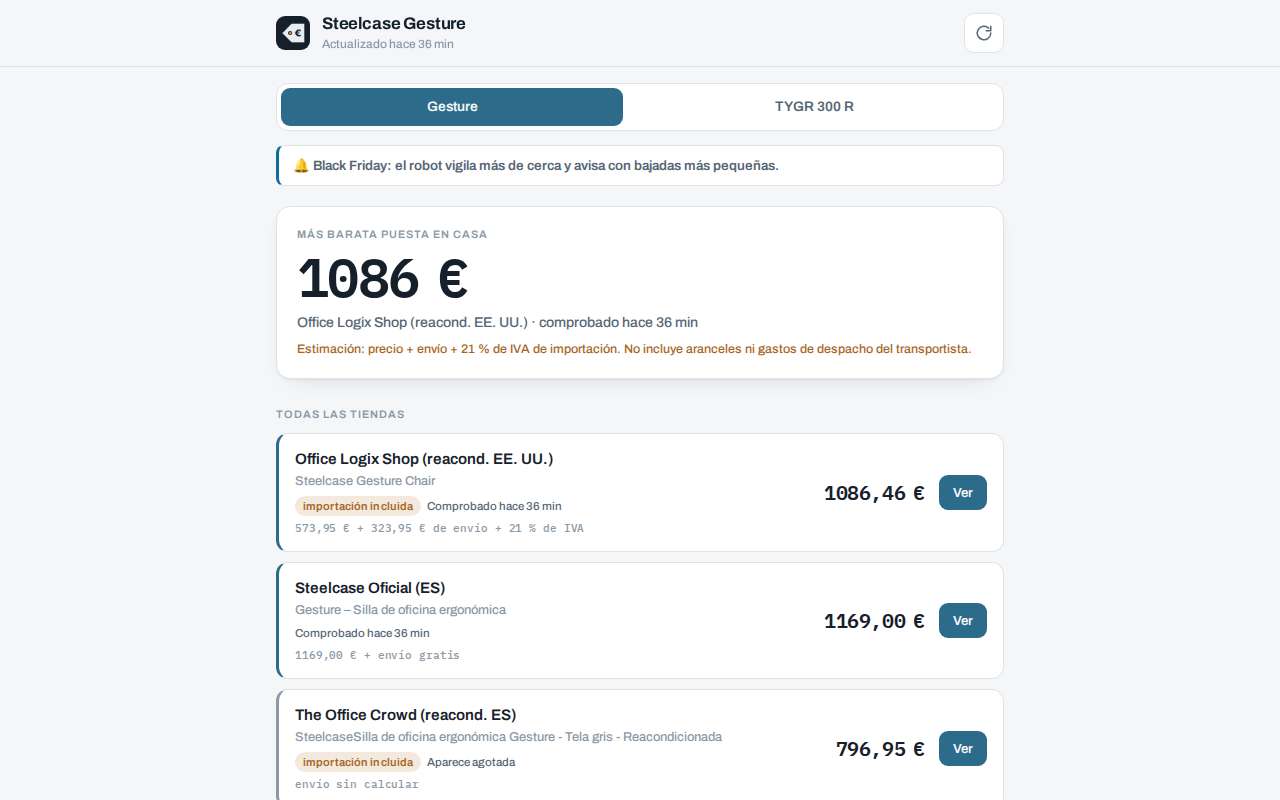 €
Steelcase Gesture
Actualizado hace 36 min
Gesture
TYGR 300 R
🔔 Black Friday: el robot vigila más de cerca y avisa con bajadas más pequeñas.
MÁS BARATA PUESTA EN CASA
1086 €
Office Logix Shop (reacond. EE. UU.) · comprobado hace 36 min
Estimación: precio + envío + 21 % de IVA de importación. No incluye aranceles ni gastos de despacho del transportista.
TODAS LAS TIENDAS
Office Logix Shop (reacond. EE. UU.)
Steelcase Gesture Chair
importación incluida Comprobado hace 36 min
573,95 € + 323,95 € de envío + 21 % de IVA
1086,46 €
Ver
Steelcase Oficial (ES)
Gesture – Silla de oficina ergonómica
Comprobado hace 36 min
1169,00 € + envío gratis
1169,00 €
Ver
The Office Crowd (reacond. ES)
SteelcaseSilla de oficina ergonómica Gesture - Tela gris - Reacondicionada
importación incluida Aparece agotada
envío sin calcular
796,95 €
Ver